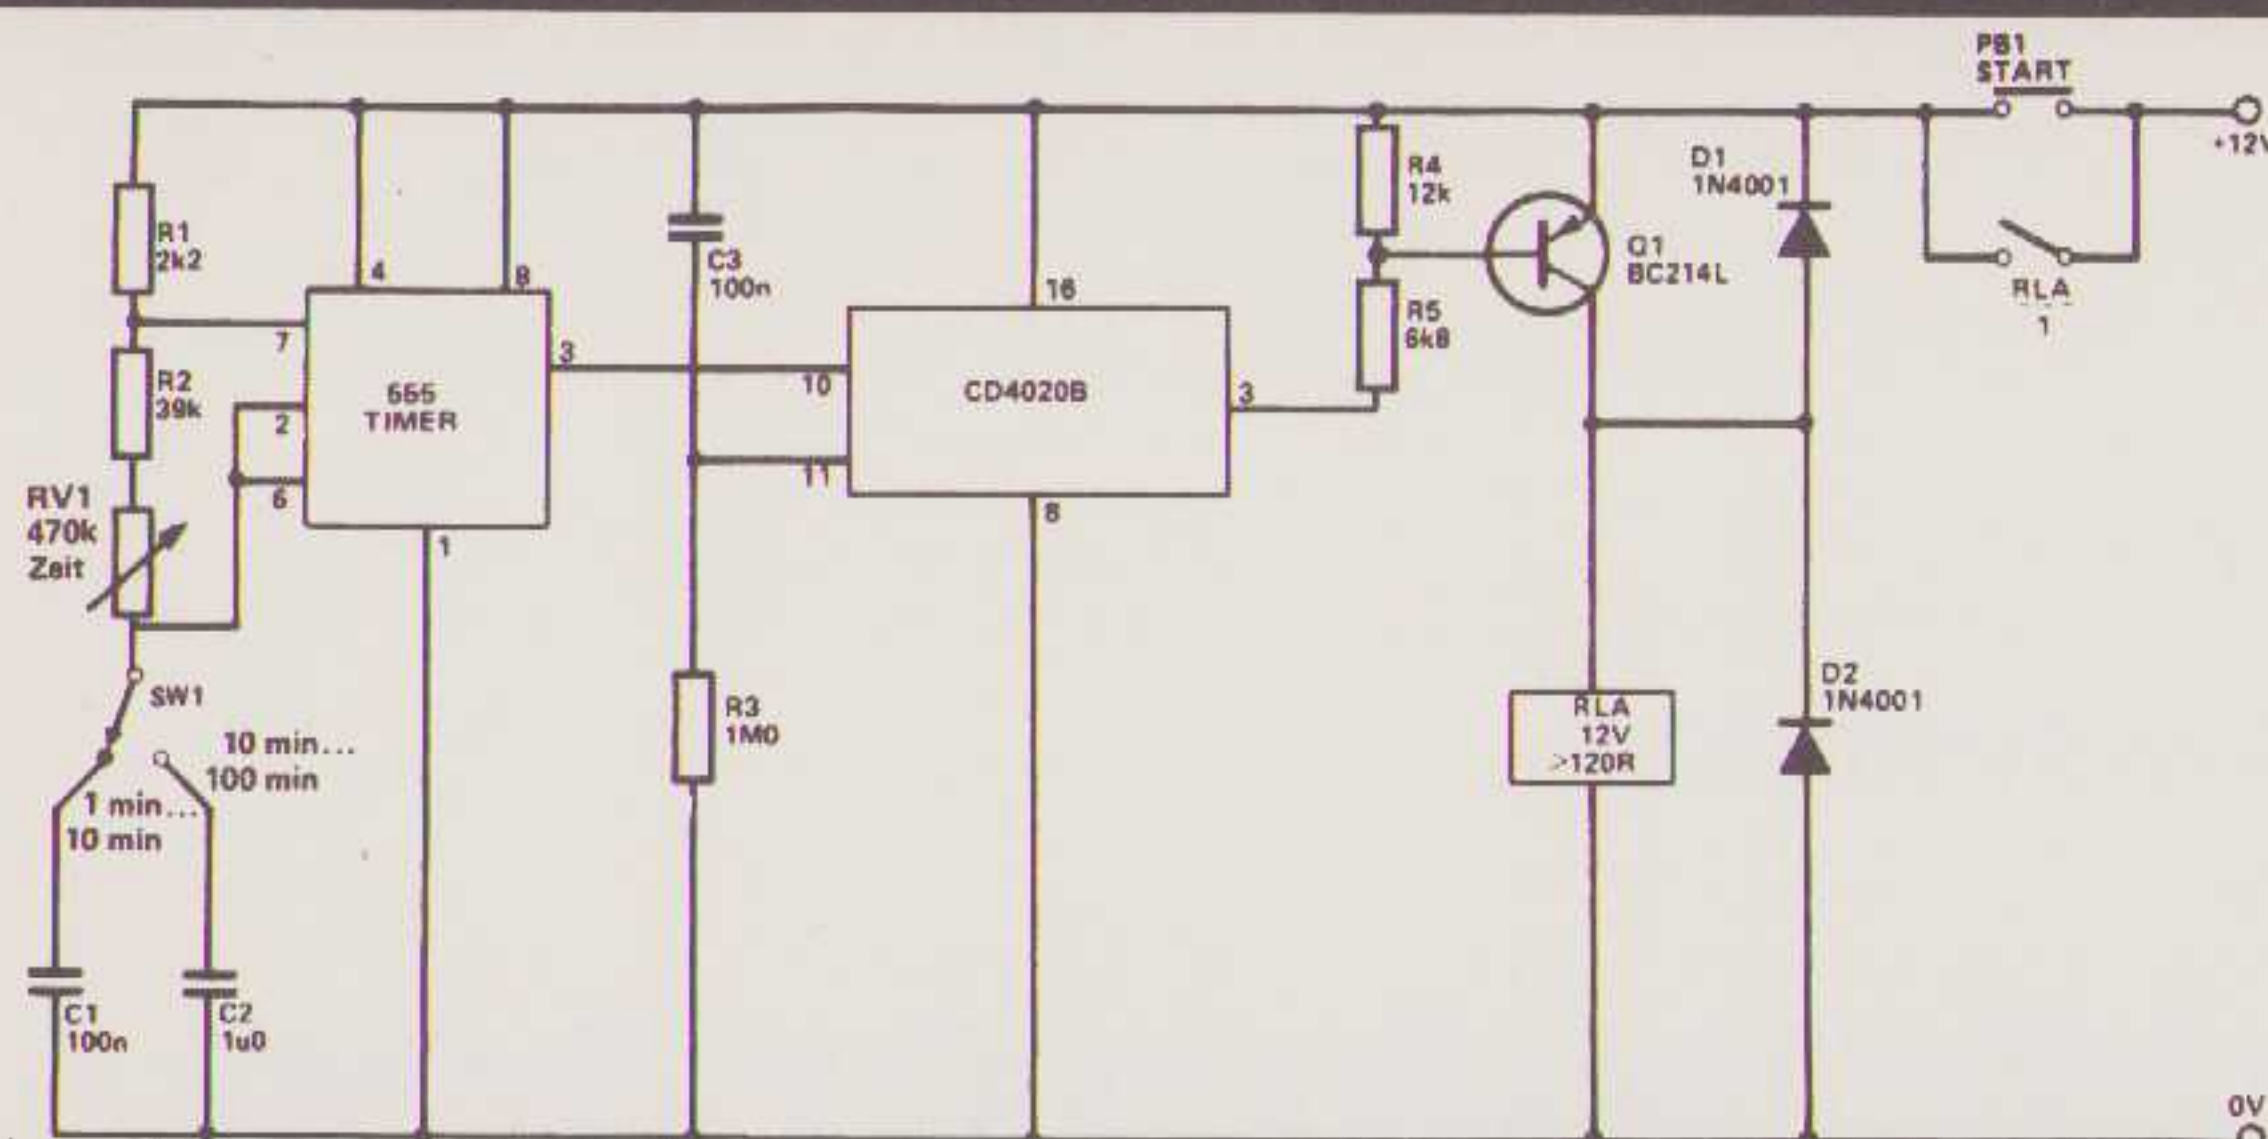 PB1
START
+12V
R1
2k2
4
8
7
R2
39k
2
6
RV1
470k
Zeit
555
TIMER
3
1
C3
100n
10
11
16
CD4020B
3
8
R4
12k
R5
6k8
Q1
BC214L
D1
1N4001
RLA
1
SW1
10 min...
100 min
1 min...
10 min
R3
1M0
RLA
12V
>120R
D2
1N4001
C1
100n
C2
1u0
0V